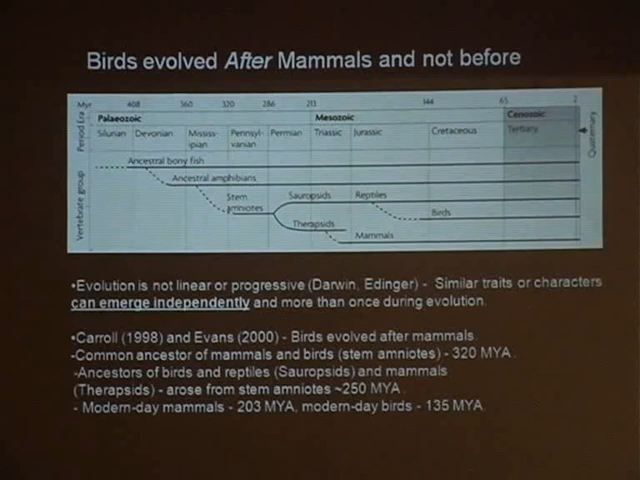 Birds evolved After Mammals and not before
Myr 408 360 320 286 213 144 65 2
Period Era
Palaeozoic Mesozoic Cenozoic
Silurian Devonian Mississ-ipian Pennsyl-vanian Permian Triassic Jurassic Cretaceous Tertiary
Quaternary
Vertebrate group
Ancestral bony fish
Ancestral amphibians
Stem amniotes
Sauropsids Reptiles
Birds
Therapsids
Mammals
•Evolution is not linear or progressive (Darwin, Edinger) - Similar traits or characters
can emerge independently and more than once during evolution.
•Carroll (1998) and Evans (2000) - Birds evolved after mammals.
-Common ancestor of mammals and birds (stem amniotes) - 320 MYA.
-Ancestors of birds and reptiles (Sauropsids) and mammals
(Therapsids) - arose from stem amniotes ~250 MYA.
- Modern-day mammals - 203 MYA, modern-day birds - 135 MYA.